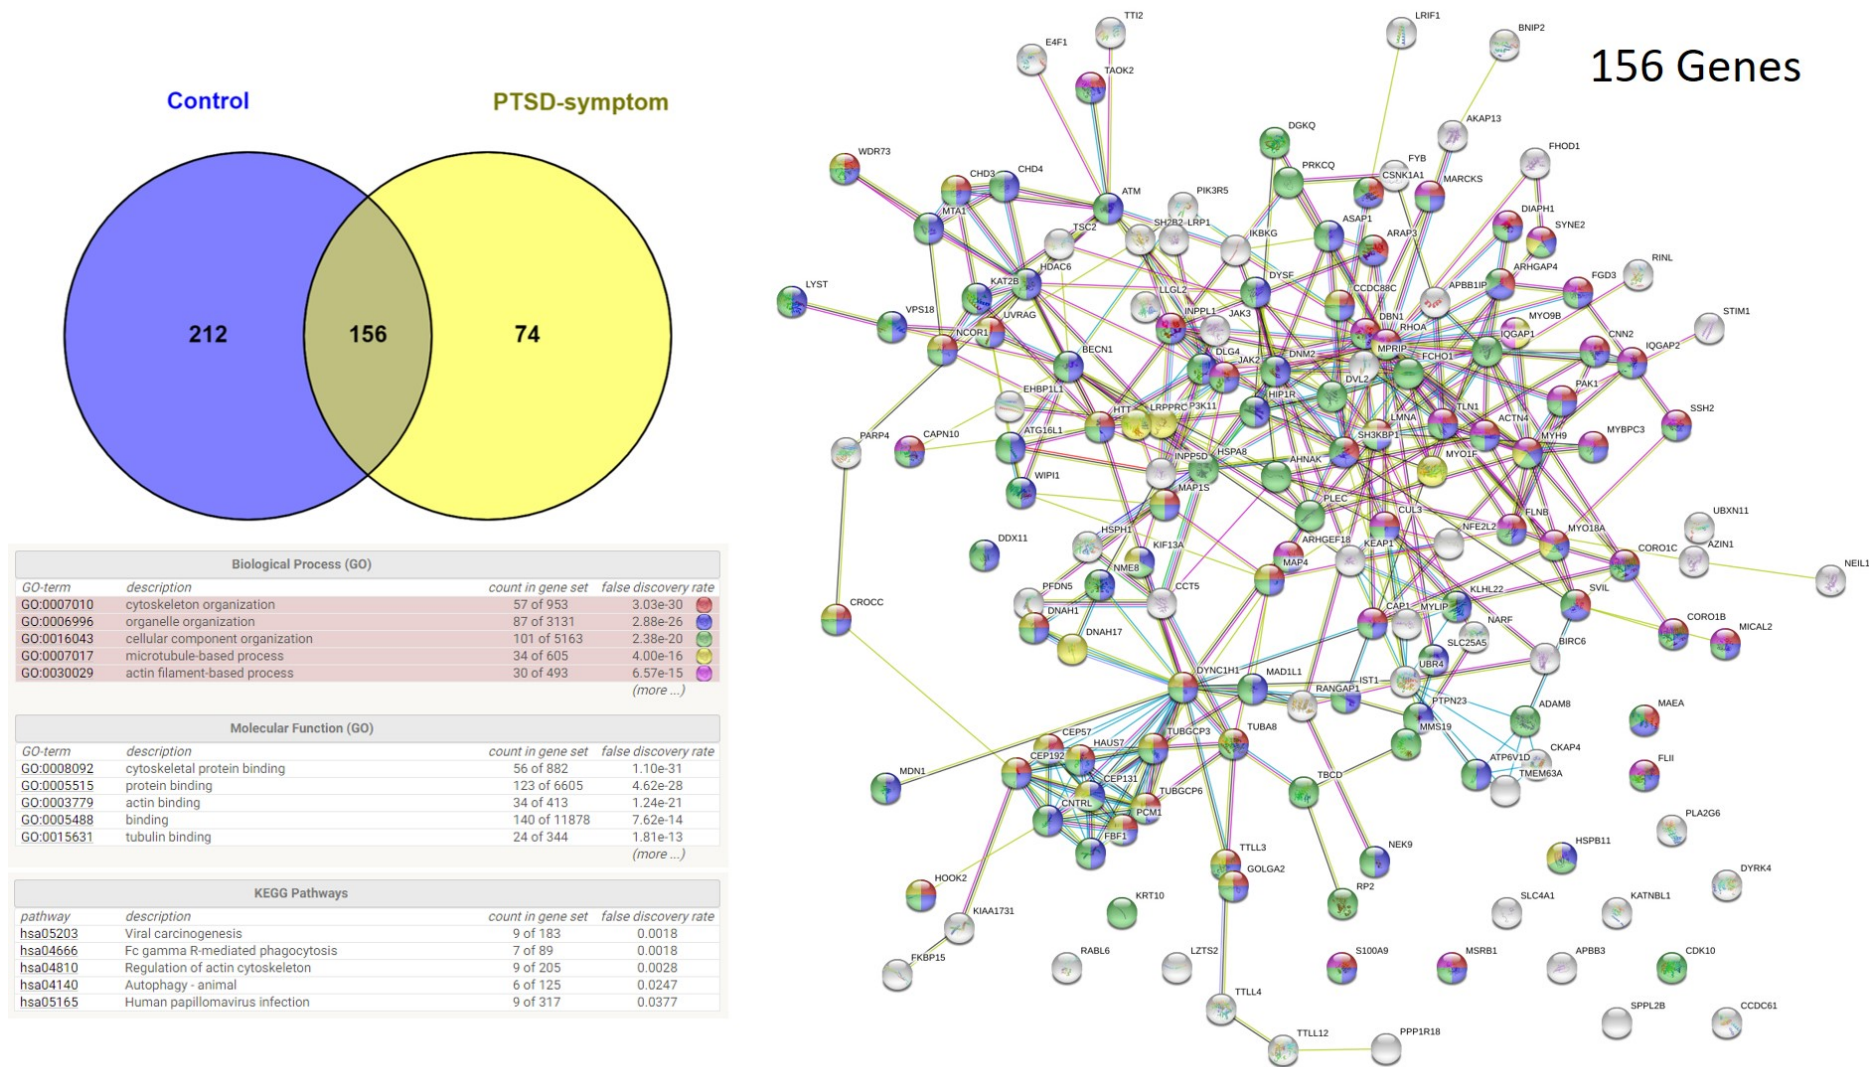 156 Genes
Control
PTSD-symptom
212
156
74
Biological Process (GO)
GO-term description count in gene set false discovery rate
GO:0007010 cytoskeleton organization 57 of 953 3.03e-30
GO:0006996 organelle organization 87 of 3131 2.88e-26
GO:0016043 cellular component organization 101 of 5163 2.38e-20
GO:0007017 microtubule-based process 34 of 605 4.00e-16
GO:0030029 actin filament-based process 30 of 493 6.57e-15
(more ...)
Molecular Function (GO)
GO-term description count in gene set false discovery rate
GO:0008092 cytoskeletal protein binding 56 of 882 1.10e-31
GO:0005515 protein binding 123 of 6605 4.62e-28
GO:0003779 actin binding 34 of 413 1.24e-21
GO:0005488 binding 140 of 11878 7.62e-14
GO:0015631 tubulin binding 24 of 344 1.81e-13
(more ...)
KEGG Pathways
pathway description count in gene set false discovery rate
hsa05203 Viral carcinogenesis 9 of 183 0.0018
hsa04666 Fc gamma R-mediated phagocytosis 7 of 89 0.0018
hsa04810 Regulation of actin cytoskeleton 9 of 205 0.0028
hsa04140 Autophagy - animal 6 of 125 0.0247
hsa05165 Human papillomavirus infection 9 of 317 0.0377
TTI2
LRIF1
BNIP2
E4F1
TAOK2
AKAP13
DGKQ
FHOD1
WDR73
FYB
PRKCQ
CHD3
CHD4
CSNK1A1
MARCKS
ATM
PIK3R5
DIAPH1
MTA1
SH2B2
LRP1
ASAP1
SYNE2
TSC2
IKBKG
ARAP3
RINL
HDAC6
DYSF
ARHGAP4
KAT2B
LYST
LLGL2
CCDC88C
APBB1IP
FGD3
UVRAG
INPPL1
JAK3
DBN1
MYO9B
VPS18
RHOA
STIM1
NCOR1
IQGAP1
CNN2
IQGAP2
BECN1
DLG4
JAK2
DNM2
MPRIP
FCHO1
DVL2
EHBP1L1
HIP1R
PAK1
HTT
LRPPRC
P3K11
LMNA
TLN1
ACTN4
SSH2
PARP4
CAPN10
ATG16L1
SH3KBP1
MYH9
MYBPC3
INPP5D
HSPA8
AHNAK
MYO1F
WIPI1
MAP1S
PLEC
CUL3
FLNB
UBXN11
HSPH1
NFE2L2
MYO18A
DDX11
KIF13A
ARHGEF18
KEAP1
CORO1C
AZIN1
NME8
MAP4
NEIL1
PFDN5
CCT5
KLHL22
SVIL
CROCC
DNAH1
CAP1
MYLIP
NARF
CORO1B
MICAL2
DNAH17
SLC25A5
BIRC6
UBR4
DYNC1H1
MAD1L1
IST1
RANGAP1
PTPN23
ADAM8
MAEA
MMS19
CEP57
HAUS7
TUBGCP3
TUBA8
CEP192
CKAP4
ATP6V1D
FLII
MDN1
CEP131
TBCD
TMEM63A
CNTRL
TUBGCP6
PCM1
PLA2G6
FBF1
TTLL3
NEK9
HSPB11
GOLGA2
HOOK2
RP2
DYRK4
KRT10
SLC4A1
KATNBL1
KIAA1731
FKBP15
RABL6
LZTS2
S100A9
MSRB1
APBB3
CDK10
TTLL4
SPPL2B
CCDC61
TTLL12
PPP1R18